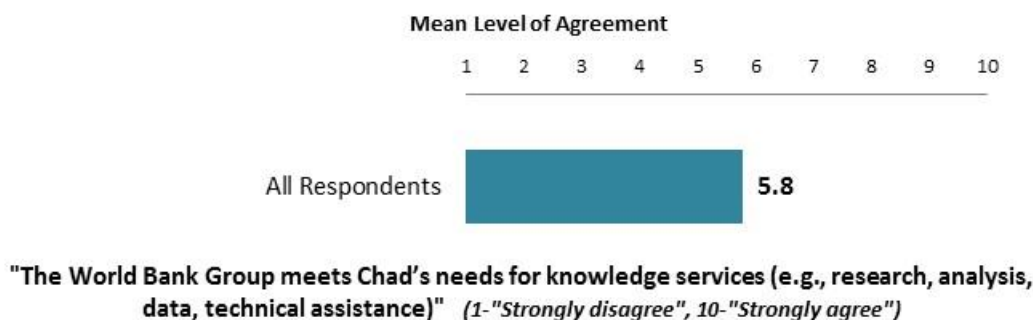 Mean Level of Agreement
1 2 3 4 5 6 7 8 9 10
All Respondents 5.8
"The World Bank Group meets Chad’s needs for knowledge services (e.g., research, analysis,
data, technical assistance)" (1-"Strongly disagree", 10-"Strongly agree")